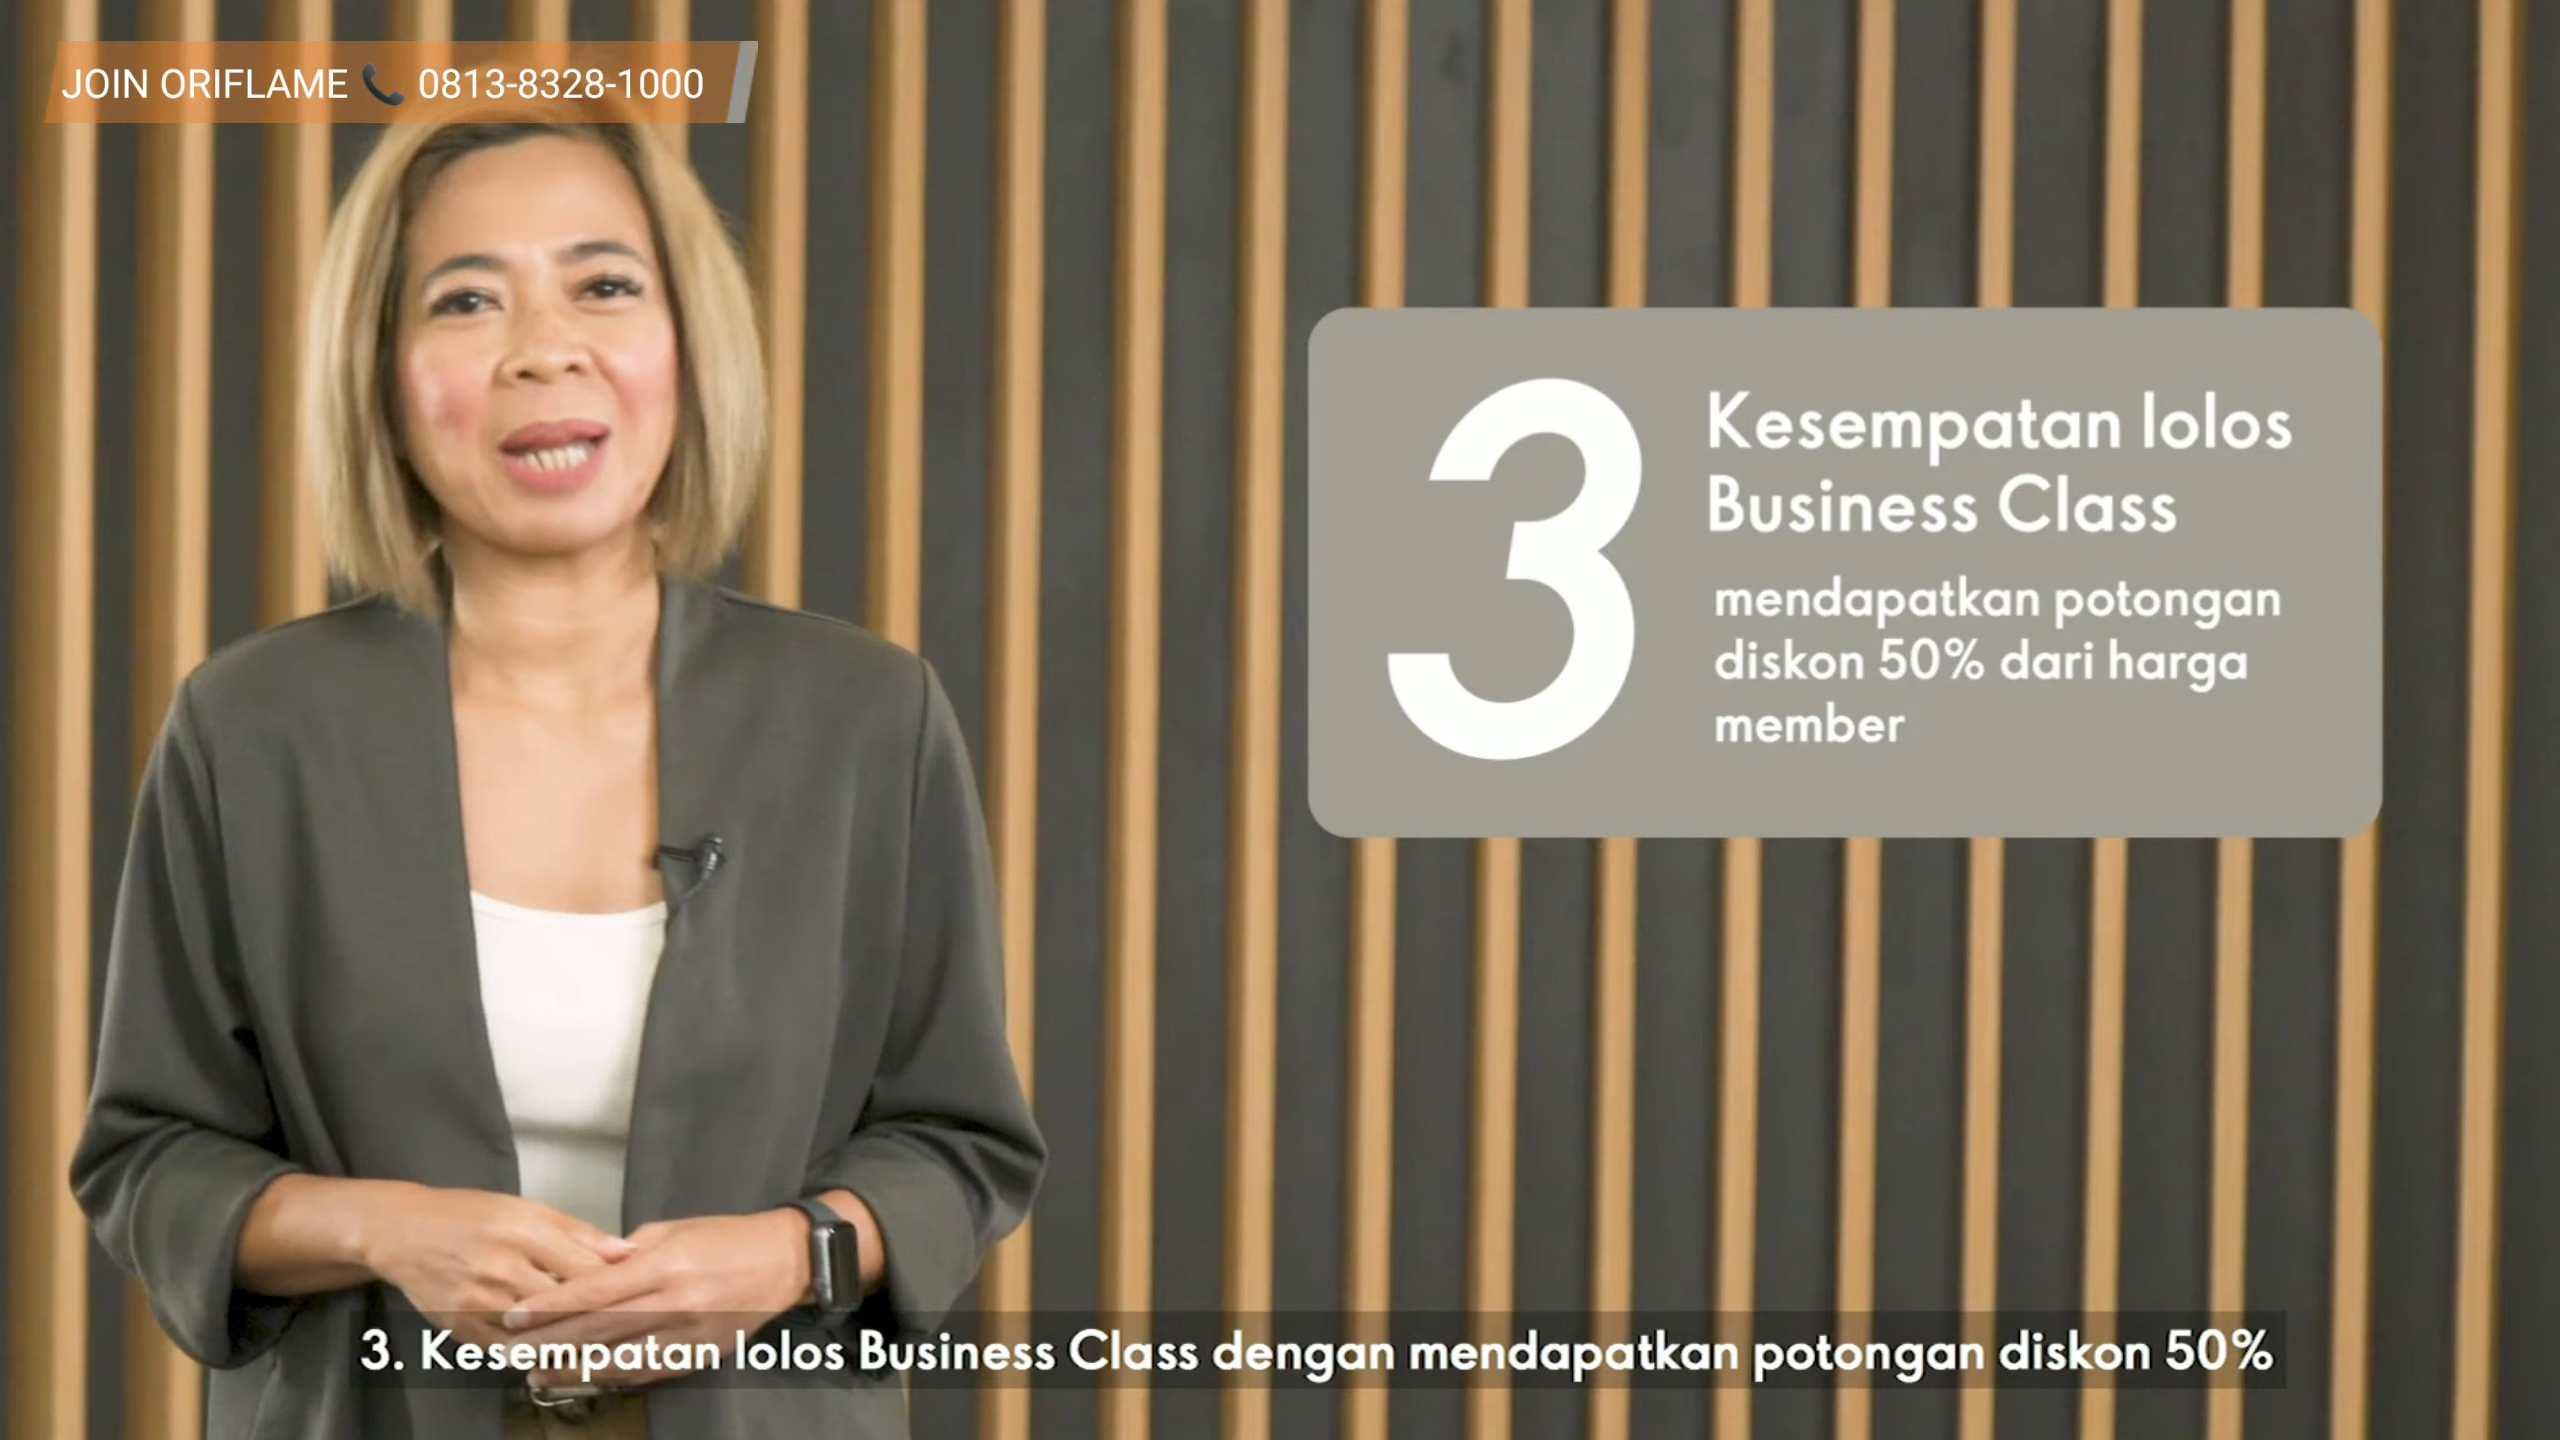 JOIN ORIFLAME 📞 0813-8328-1000
3
Kesempatan lolos
Business Class
mendapatkan potongan
diskon 50% dari harga
member
3. Kesempatan lolos Business Class dengan mendapatkan potongan diskon 50%